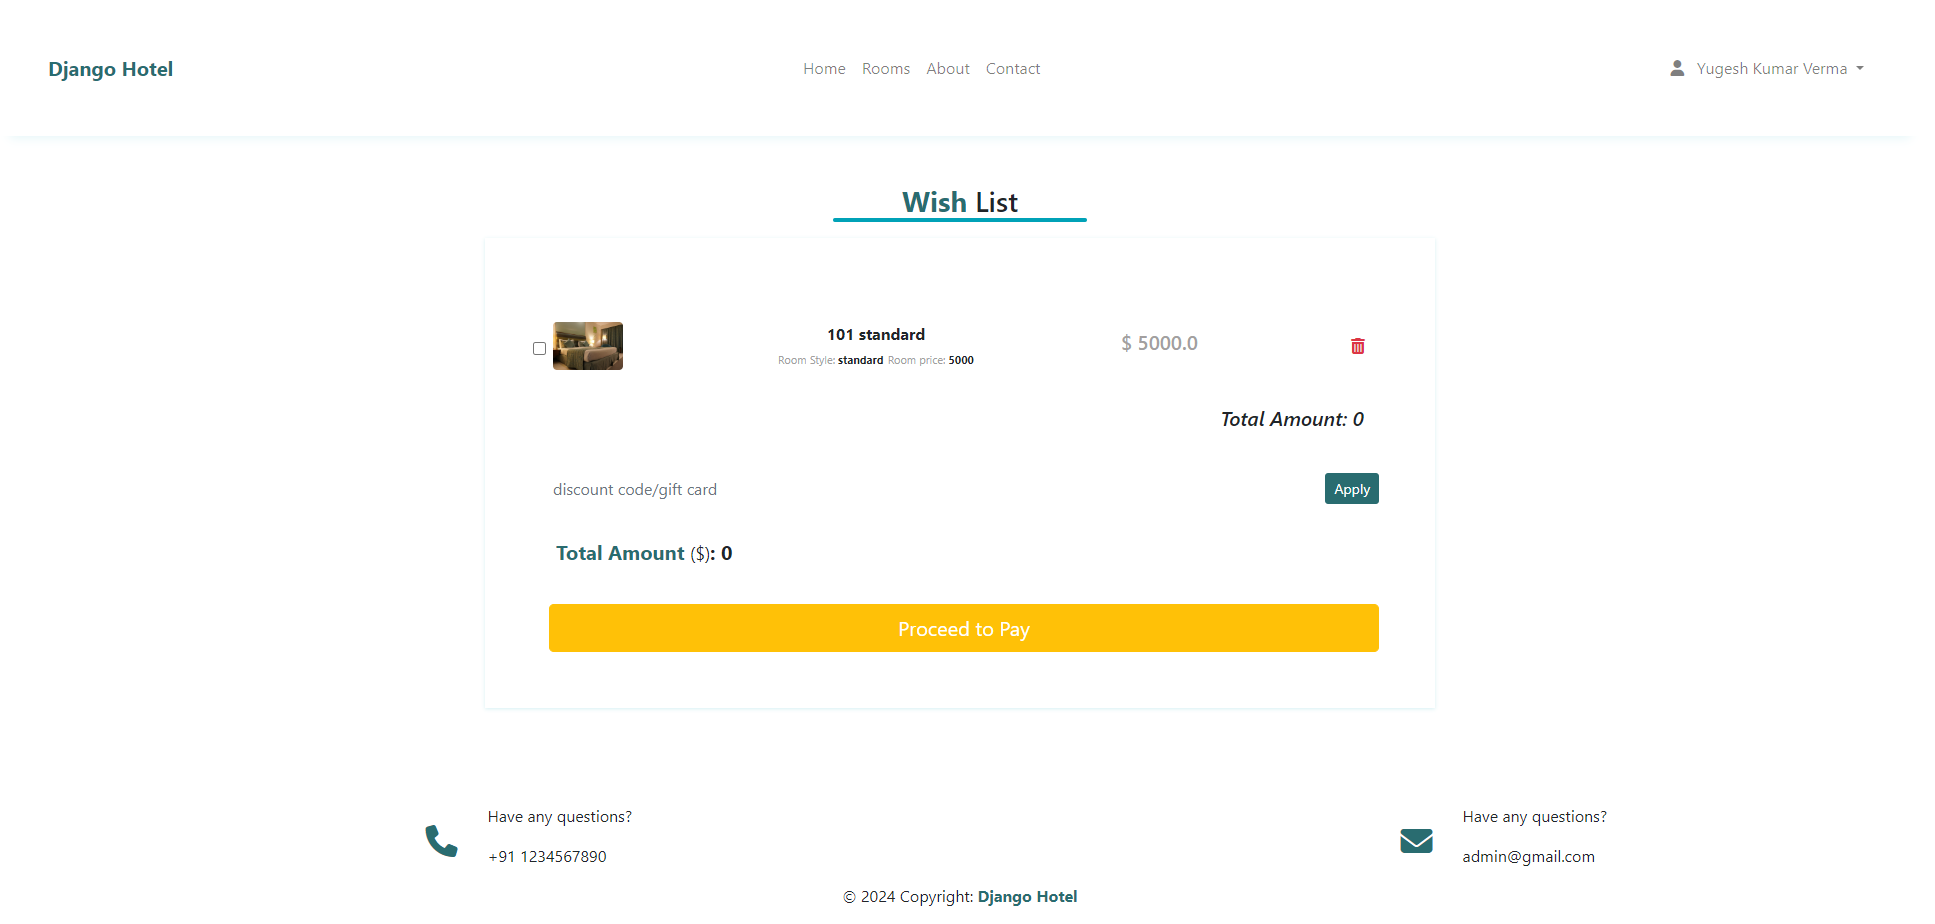 Django Hotel
Home Rooms About Contact
Yugesh Kumar Verma
Wish List
101 standard
Room Style: standard Room price: 5000
$ 5000.0
Total Amount: 0
discount code/gift card
Apply
Total Amount ($): 0
Proceed to Pay
Have any questions?
+91 1234567890
Have any questions?
admin@gmail.com
© 2024 Copyright: Django Hotel